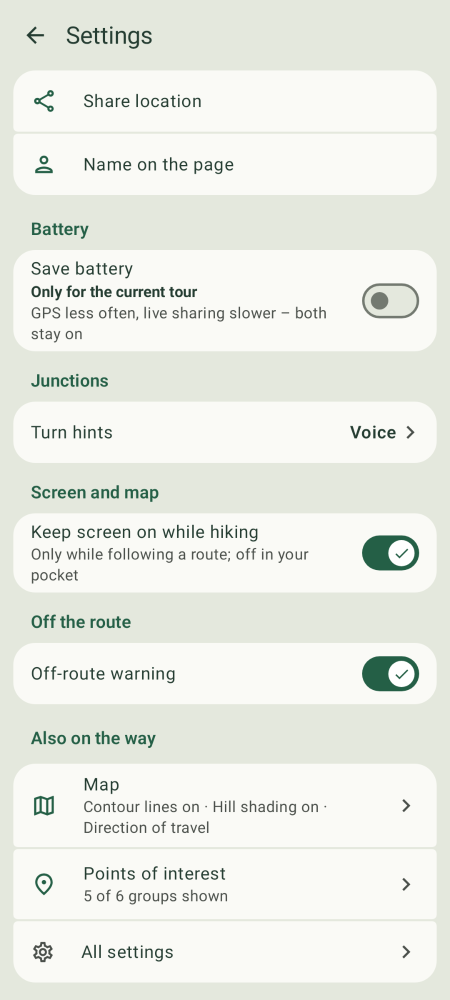 Settings
Share location
Name on the page
Battery
Save battery
Only for the current tour
GPS less often, live sharing slower – both
stay on
Junctions
Turn hints
Voice
Screen and map
Keep screen on while hiking
Only while following a route; off in your
pocket
Off the route
Off-route warning
Also on the way
Map
Contour lines on · Hill shading on ·
Direction of travel
Points of interest
5 of 6 groups shown
All settings